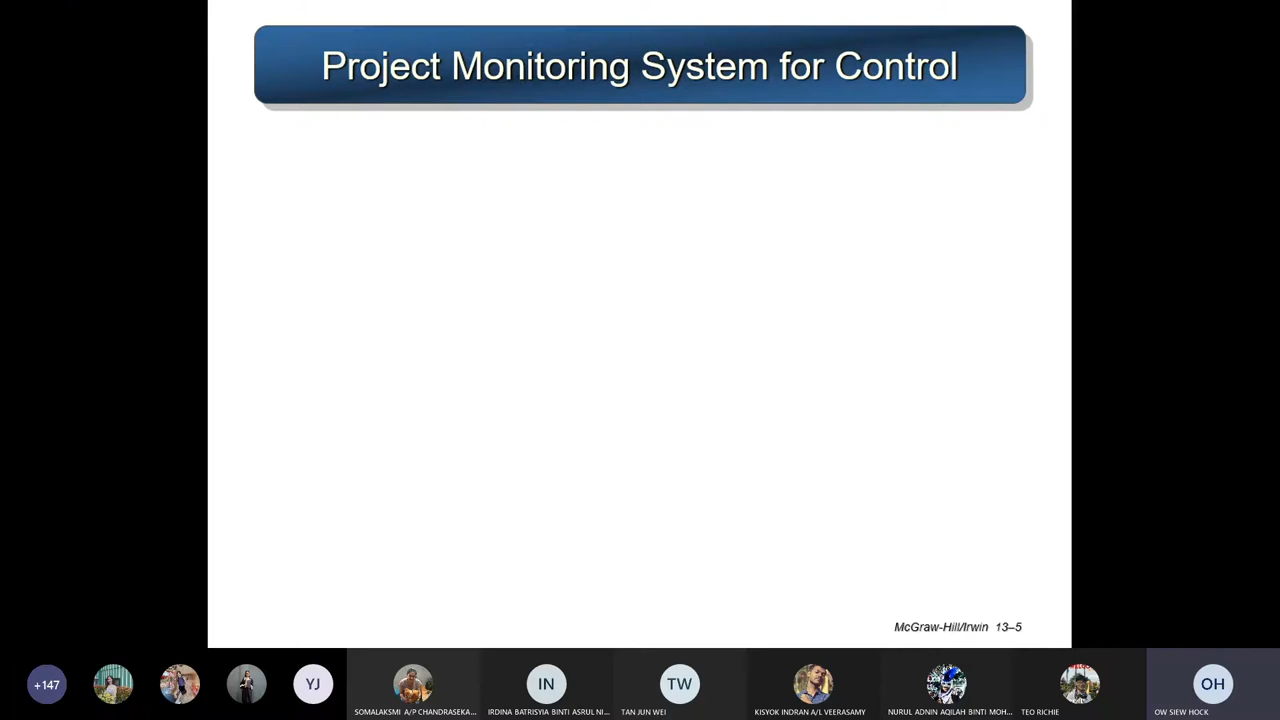 Project Monitoring System for Control
McGraw-Hill/Irwin 13–5
+147
YJ
IN
TW
OH
SOMALAKSMI A/P CHANDRASEKA...
IRDINA BATRISYIA BINTI ASRUL NI...
TAN JUN WEI
KISYOK INDRAN A/L VEERASAMY
NURUL ADNIN AQILAH BINTI MOH...
TEO RICHIE
OW SIEW HOCK